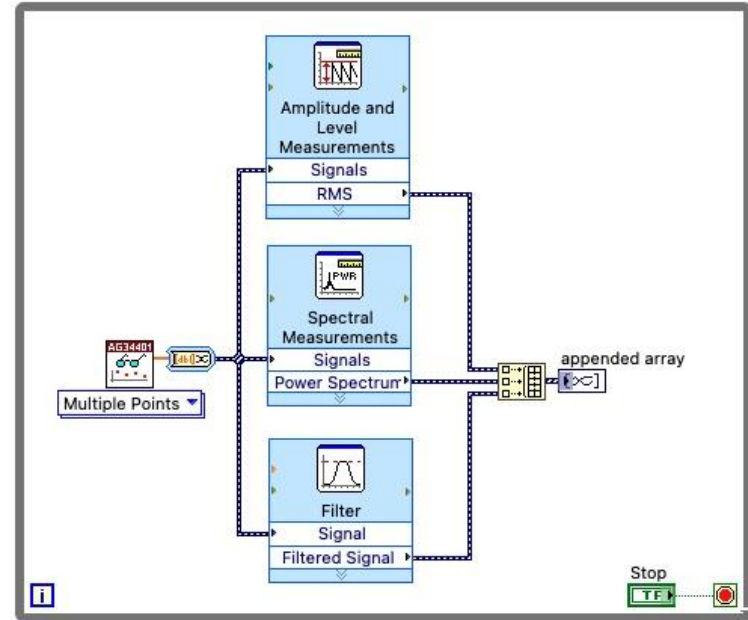 Amplitude and
Level
Measurements
Signals
RMS
PWR
Spectral
Measurements
Signals
Power Spectrum
AG34401
Multiple Points
appended array
Filter
Signal
Filtered Signal
i
Stop
TF